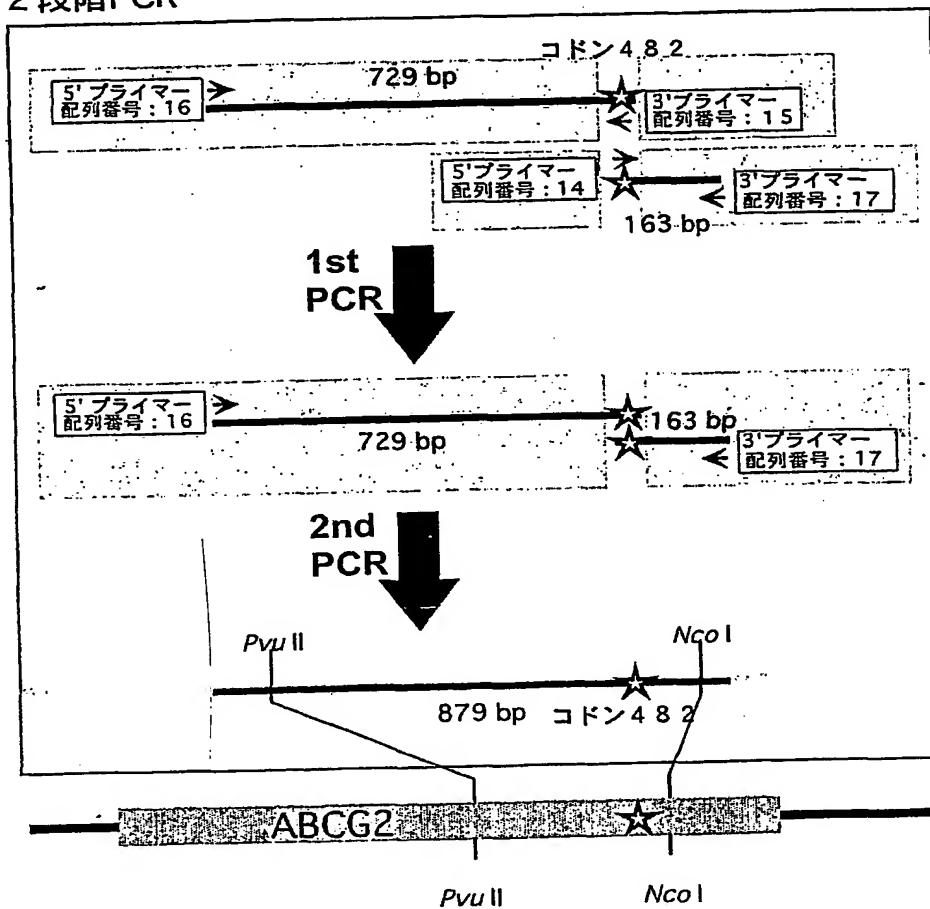 2段階PCR
コドン482
729 bp
5'プライマー
配列番号:16
3'プライマー
配列番号:15
5'プライマー
配列番号:14
3'プライマー
配列番号:17
163 bp
1st
PCR
5'プライマー
配列番号:16
729 bp
163 bp
3'プライマー
配列番号:17
2nd
PCR
Pvu II
Nco I
879 bp
コドン482
ABCG2
Pvu II
Nco I